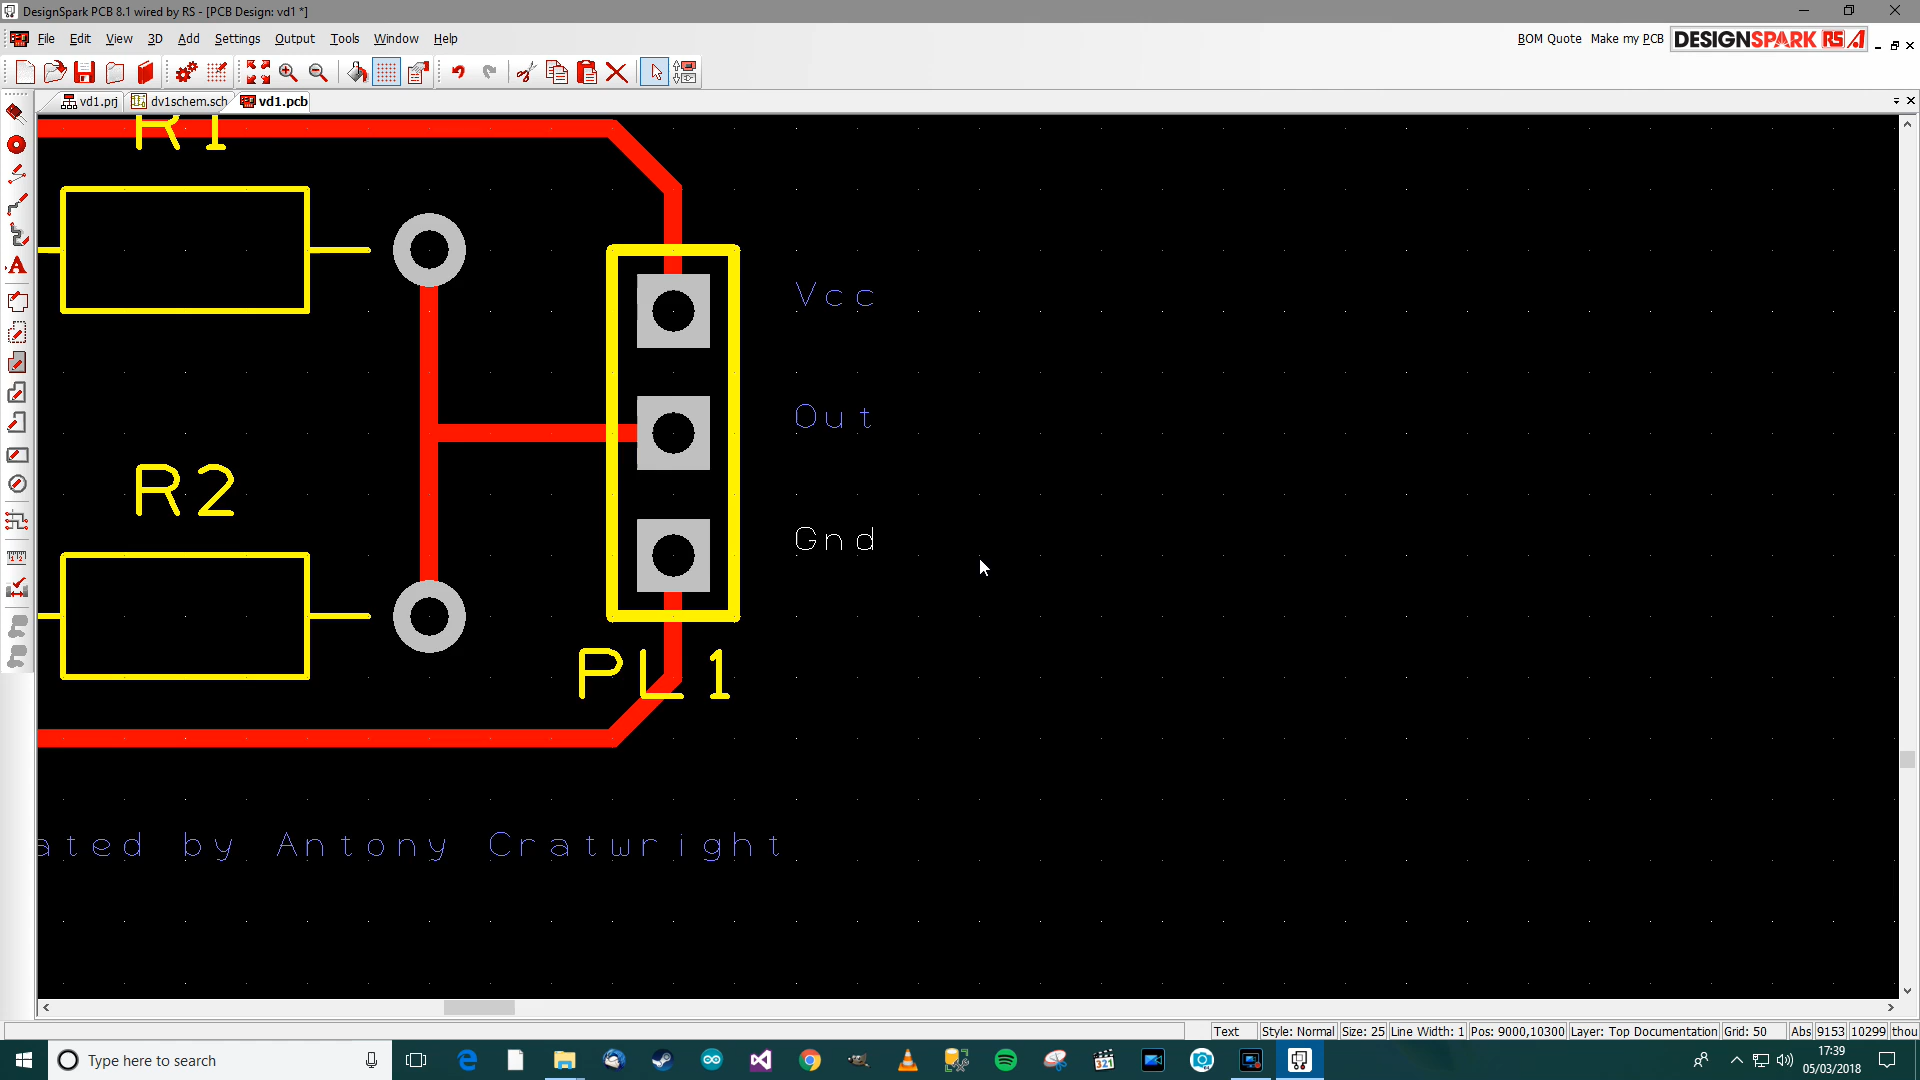 DesignSpark PCB 8.1 wired by RS - [PCB Design: vd1 *]
File Edit View 3D Add Settings Output Tools Window Help
BOM Quote Make my PCB DESIGNSPARK RS
vd1.prj dv1schem.sch vd1.pcb
R1
Vcc
Out
R2
Gnd
PL1
ated by Antony Cratwright
Text Style: Normal Size: 25 Line Width: 1 Pos: 9000,10300 Layer: Top Documentation Grid: 50 Abs 9153 10299 thou
Type here to search
321
17:39
05/03/2018